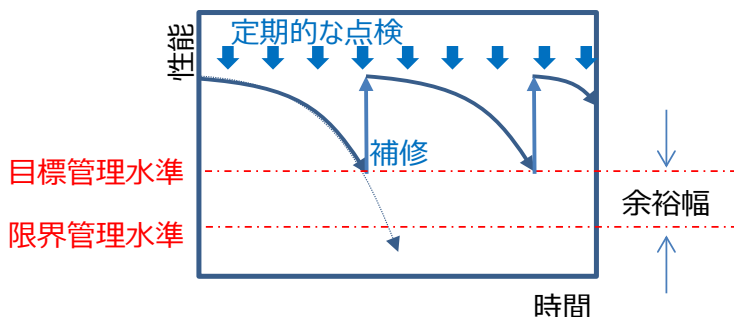 定期的な点検
性能
補修
目標管理水準
余裕幅
限界管理水準
時間